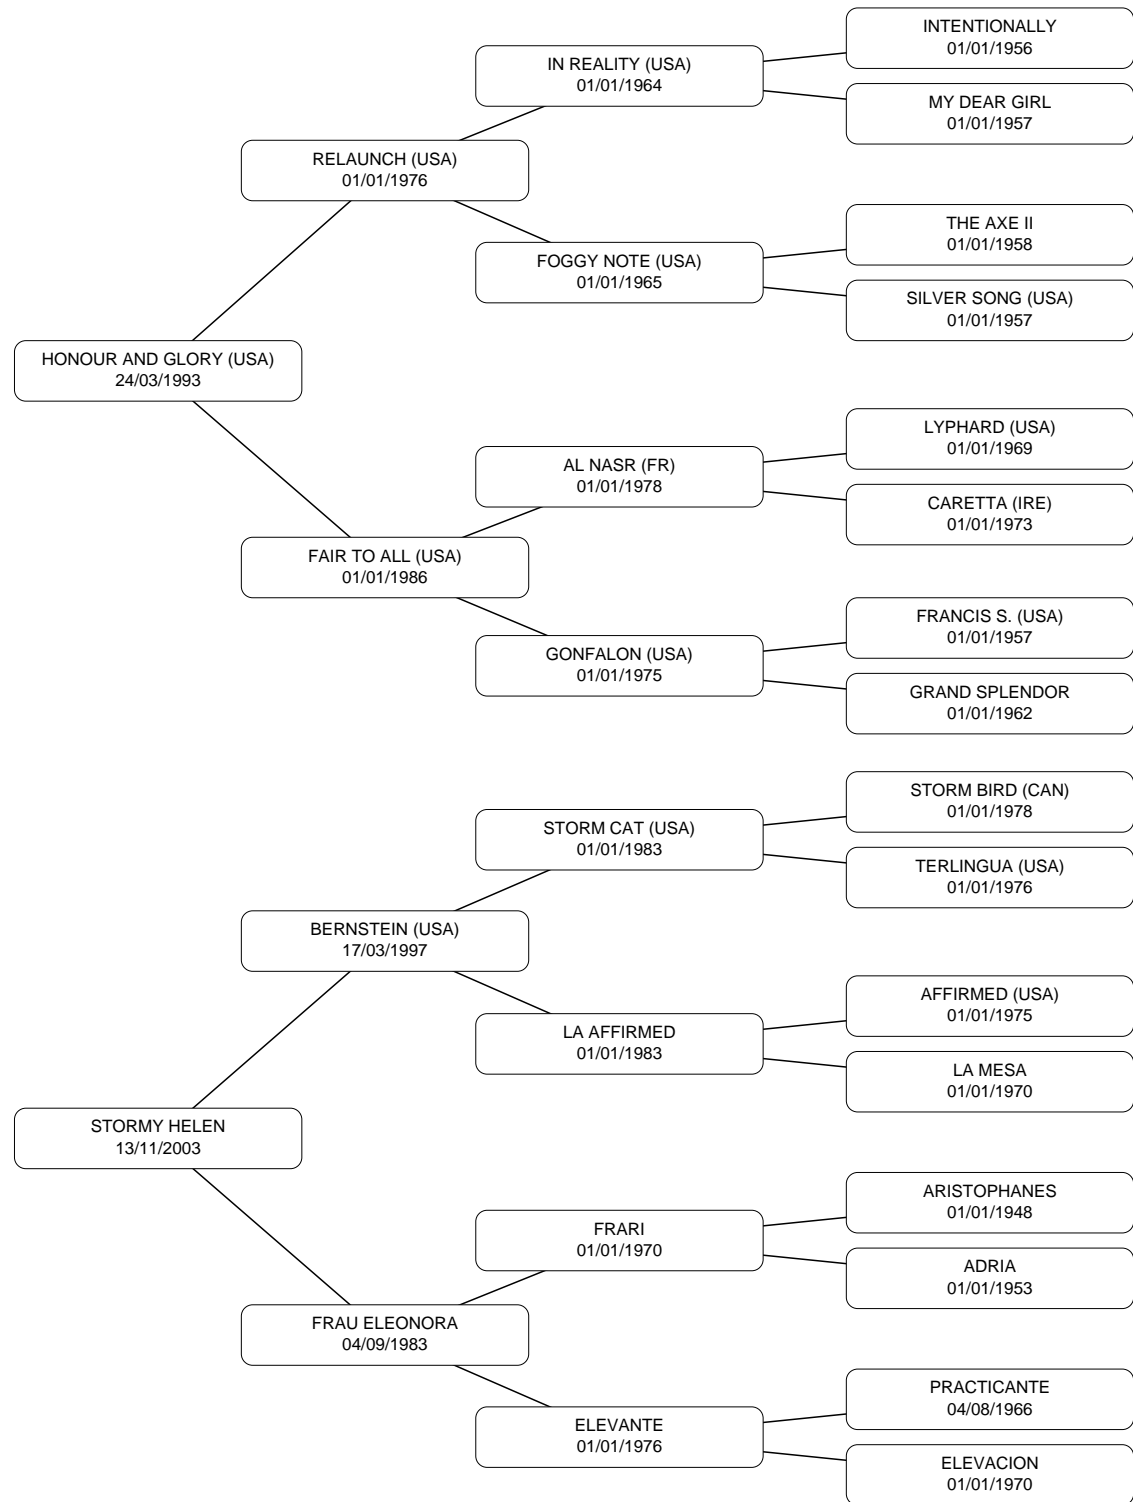 INTENTIONALLY
01/01/1956
IN REALITY (USA)
01/01/1964
MY DEAR GIRL
01/01/1957
RELAUNCH (USA)
01/01/1976
THE AXE II
01/01/1958
FOGGY NOTE (USA)
01/01/1965
SILVER SONG (USA)
01/01/1957
HONOUR AND GLORY (USA)
24/03/1993
LYPHARD (USA)
01/01/1969
AL NASR (FR)
01/01/1978
CARETTA (IRE)
01/01/1973
FAIR TO ALL (USA)
01/01/1986
FRANCIS S. (USA)
01/01/1957
GONFALON (USA)
01/01/1975
GRAND SPLENDOR
01/01/1962
STORM BIRD (CAN)
01/01/1978
STORM CAT (USA)
01/01/1983
TERLINGUA (USA)
01/01/1976
BERNSTEIN (USA)
17/03/1997
AFFIRMED (USA)
01/01/1975
LA AFFIRMED
01/01/1983
LA MESA
01/01/1970
STORMY HELEN
13/11/2003
ARISTOPHANES
01/01/1948
FRARI
01/01/1970
ADRIA
01/01/1953
FRAU ELEONORA
04/09/1983
PRACTICANTE
04/08/1966
ELEVANTE
01/01/1976
ELEVACION
01/01/1970